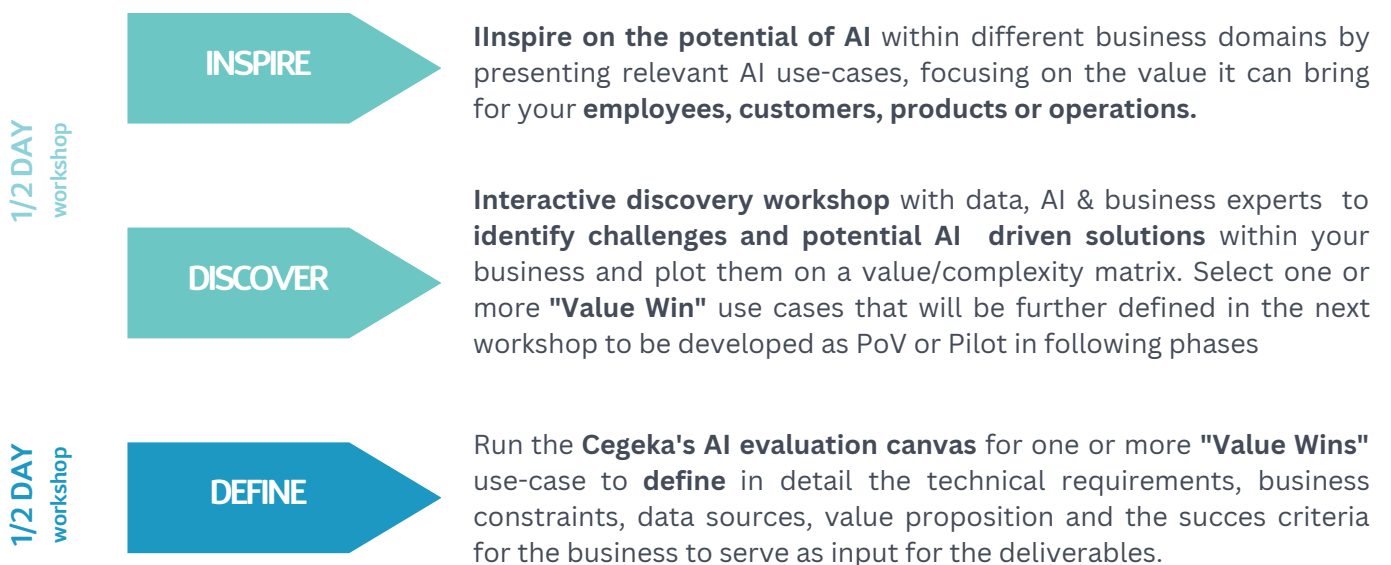 1/2 DAY
workshop
INSPIRE
IInspire on the potential of AI within different business domains by
presenting relevant AI use-cases, focusing on the value it can bring
for your employees, customers, products or operations.
DISCOVER
Interactive discovery workshop with data, AI & business experts to
identify challenges and potential AI driven solutions within your
business and plot them on a value/complexity matrix. Select one or
more "Value Win" use cases that will be further defined in the next
workshop to be developed as PoV or Pilot in following phases
1/2 DAY
workshop
DEFINE
Run the Cegeka's AI evaluation canvas for one or more "Value Wins"
use-case to define in detail the technical requirements, business
constraints, data sources, value proposition and the succes criteria
for the business to serve as input for the deliverables.